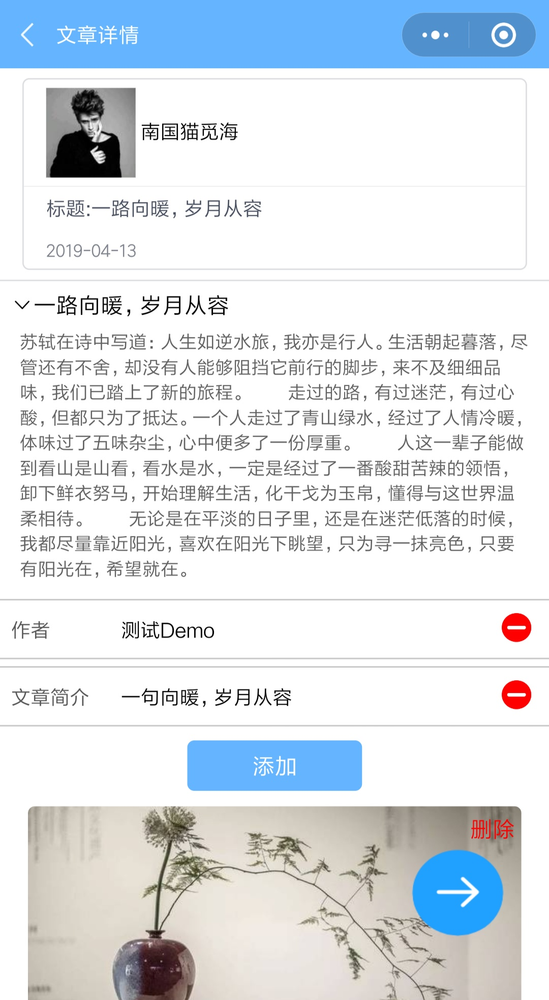 文章详情
南国猫觅海
标题:一路向暖，岁月从容
2019-04-13
一路向暖，岁月从容
苏轼在诗中写道：人生如逆水旅，我亦是行人。生活朝起暮落，尽
管还有不舍，却没有人能够阻挡它前行的脚步，来不及细细品
味，我们已踏上了新的旅程。 走过的路，有过迷茫，有过心
酸，但都只为了抵达。一个人走过了青山绿水，经过了人情冷暖，
体味过了五味杂尘，心中便多了一份厚重。 人这一辈子能做
到看山是山看，看水是水，一定是经过了一番酸甜苦辣的领悟，
卸下鲜衣努马，开始理解生活，化干戈为玉帛，懂得与这世界温
柔相待。 无论是在平淡的日子里，还是在迷茫低落的时候，
我都尽量靠近阳光，喜欢在阳光下眺望，只为寻一抹亮色，只要
有阳光在，希望就在。
作者 测试Demo
文章简介 一句向暖，岁月从容
添加
删除